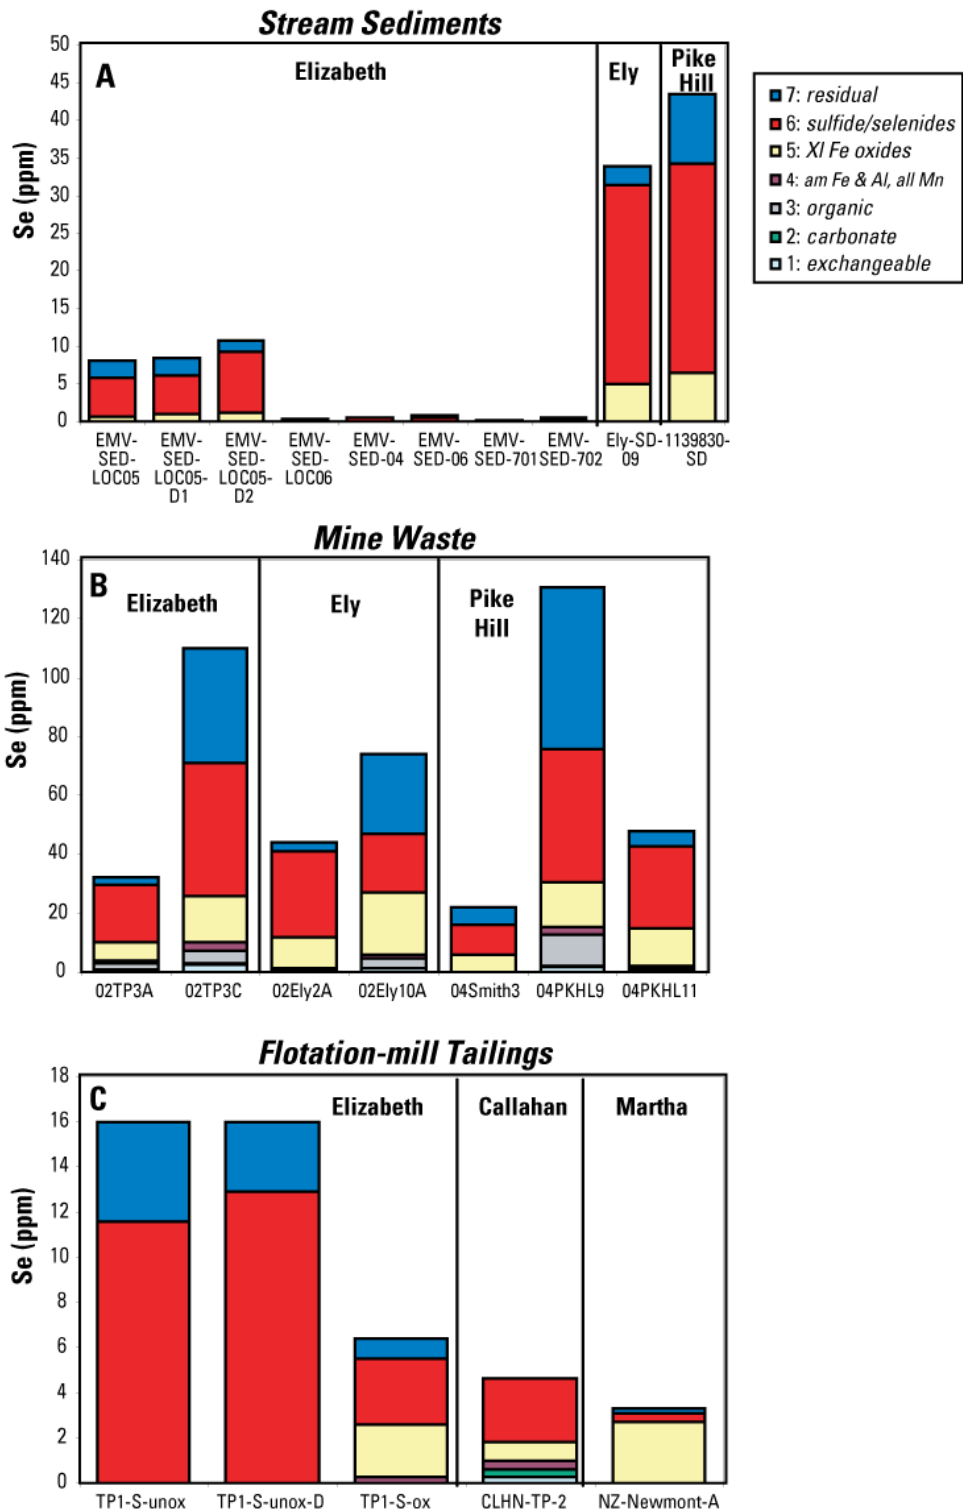 Stream Sediments
A
Elizabeth
Ely
Pike
Hill
Se (ppm)
50
45
40
35
30
25
20
15
10
5
0
EMV-
SED-
LOC05
EMV-
SED-
LOC05-
D1
EMV-
SED-
LOC05-
D2
EMV-
SED-
LOC06
EMV-
SED-04
EMV-
SED-06
EMV-
SED-701
EMV-
SED-702
Ely-SD-
09
1139830-
SD
7: residual
6: sulfide/selenides
5: Xl Fe oxides
4: am Fe & Al, all Mn
3: organic
2: carbonate
1: exchangeable
Mine Waste
B
Elizabeth
Ely
Pike
Hill
Se (ppm)
140
120
100
80
60
40
20
0
02TP3A
02TP3C
02Ely2A
02Ely10A
04Smith3
04PKHL9
04PKHL11
Flotation-mill Tailings
C
Elizabeth
Callahan
Martha
Se (ppm)
18
16
14
12
10
8
6
4
2
0
TP1-S-unox
TP1-S-unox-D
TP1-S-ox
CLHN-TP-2
NZ-Newmont-A